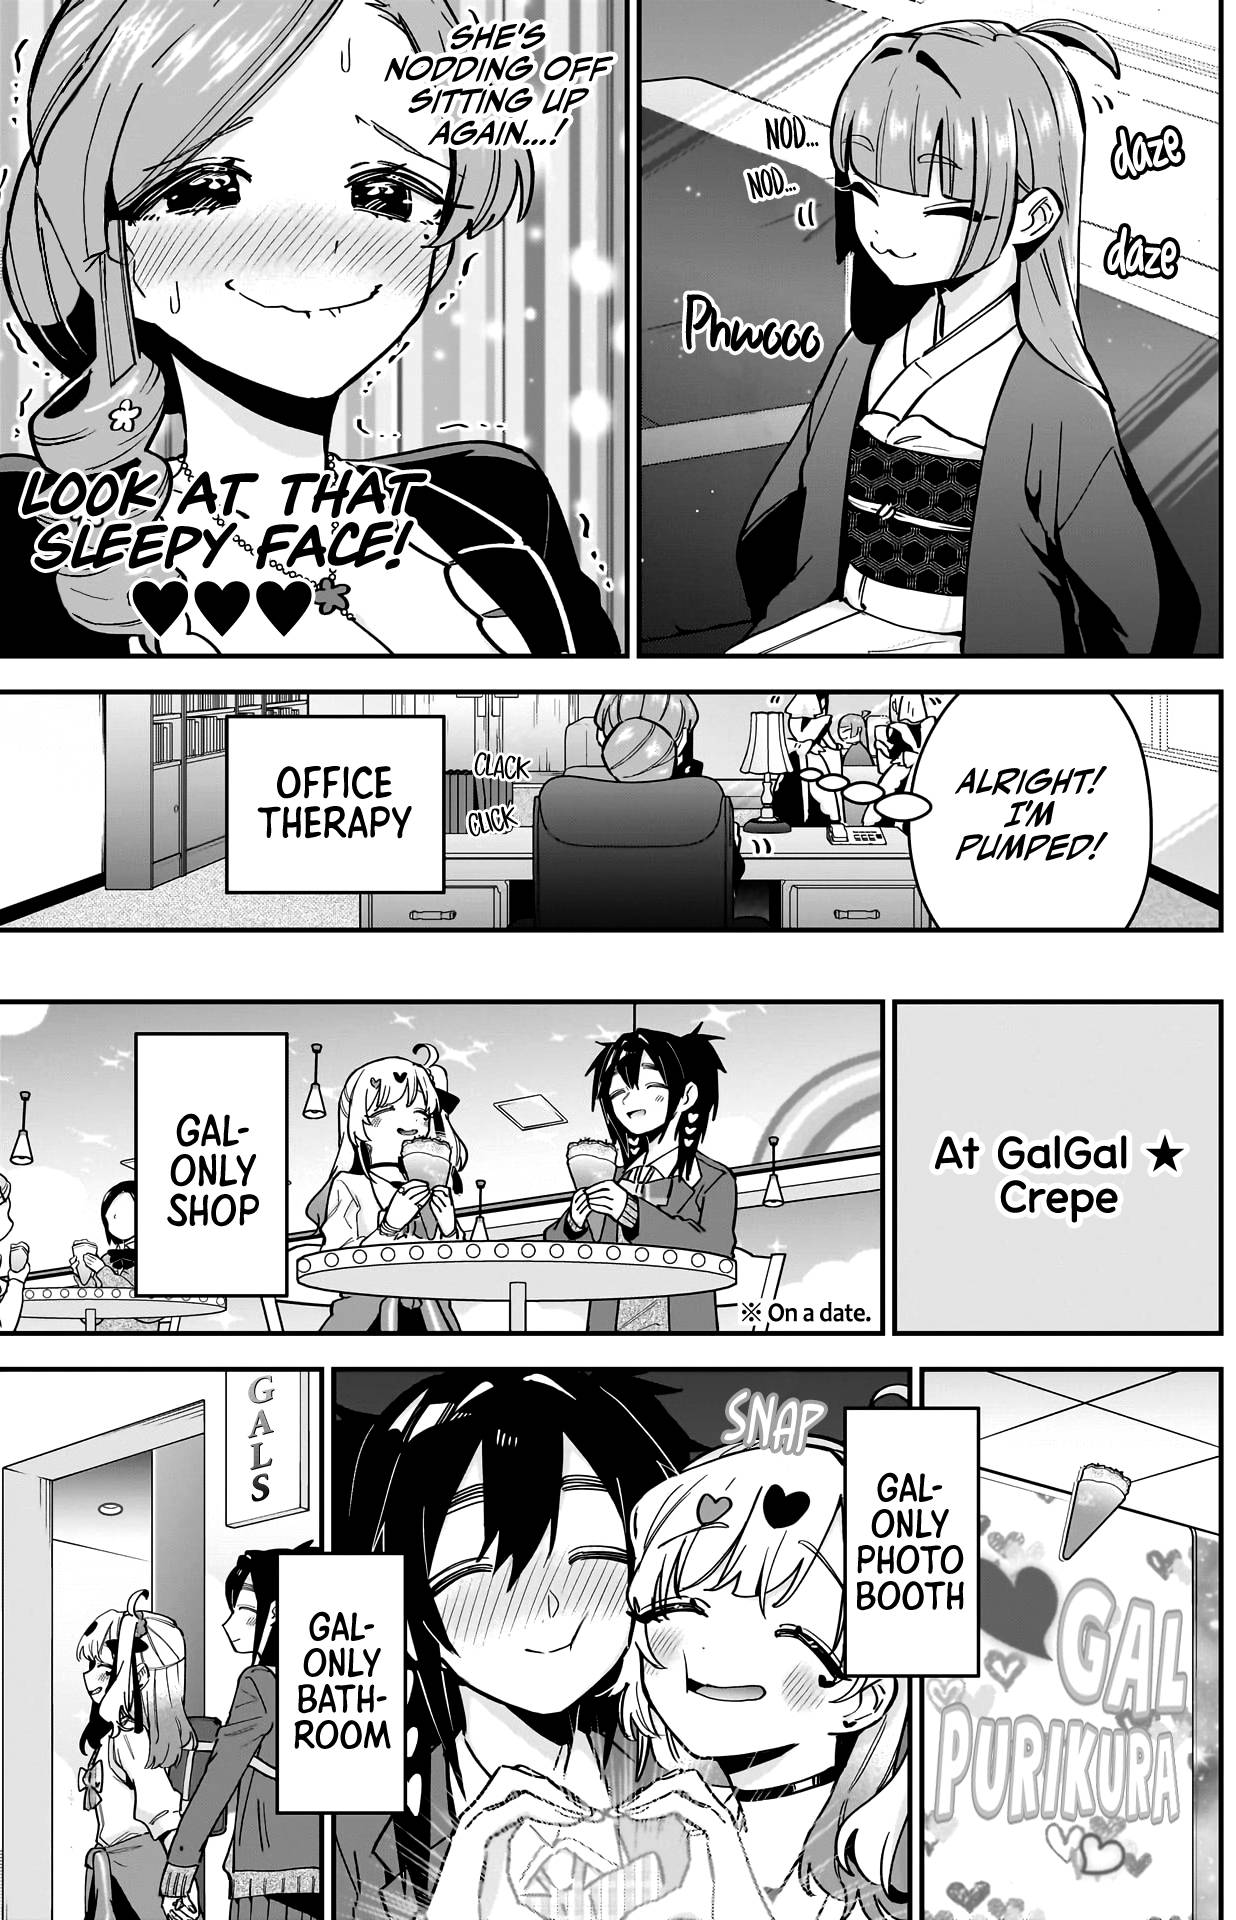 NOD...
NOD...
daze
daze
Phwooo
SHE'S
NODDING OFF
SITTING UP
AGAIN...!
LOOK AT THAT
SLEEPY FACE!
♥♥♥
ALRIGHT!
I'M
PUMPED!
CLACK
CLICK
OFFICE
THERAPY
At GalGal ★
Crepe
GAL-
ONLY
SHOP
※ On a date.
GAL
PURIKURA
SNAP
GAL-
ONLY
PHOTO
BOOTH
GALS
GAL-
ONLY
BATH-
ROOM